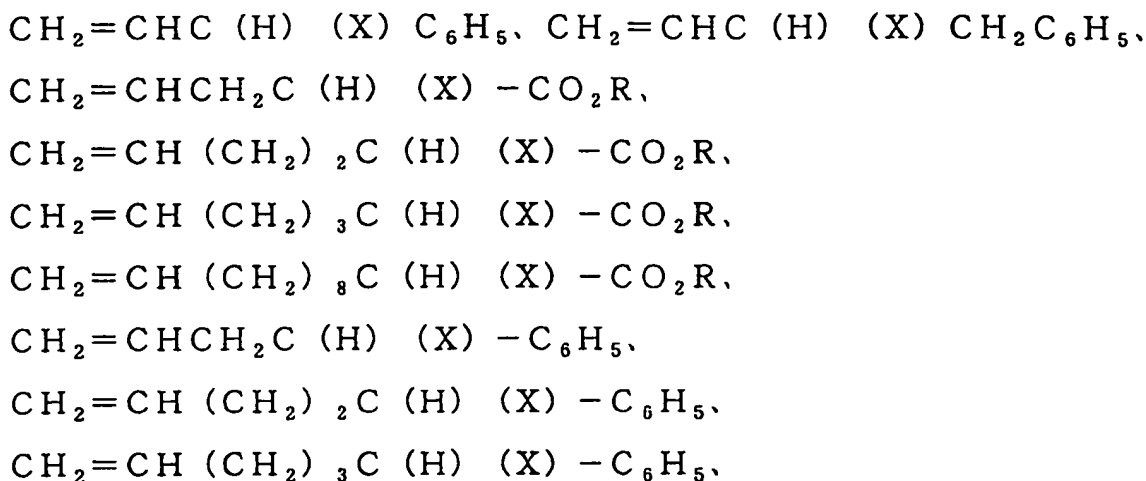 CH₂=CHC (H) (X) C₆H₅、CH₂=CHC (H) (X) CH₂C₆H₅、
CH₂=CHCH₂C (H) (X) －CO₂R、
CH₂=CH (CH₂) ₂C (H) (X) －CO₂R、
CH₂=CH (CH₂) ₃C (H) (X) －CO₂R、
CH₂=CH (CH₂) ₈C (H) (X) －CO₂R、
CH₂=CHCH₂C (H) (X) －C₆H₅、
CH₂=CH (CH₂) ₂C (H) (X) －C₆H₅、
CH₂=CH (CH₂) ₃C (H) (X) －C₆H₅、